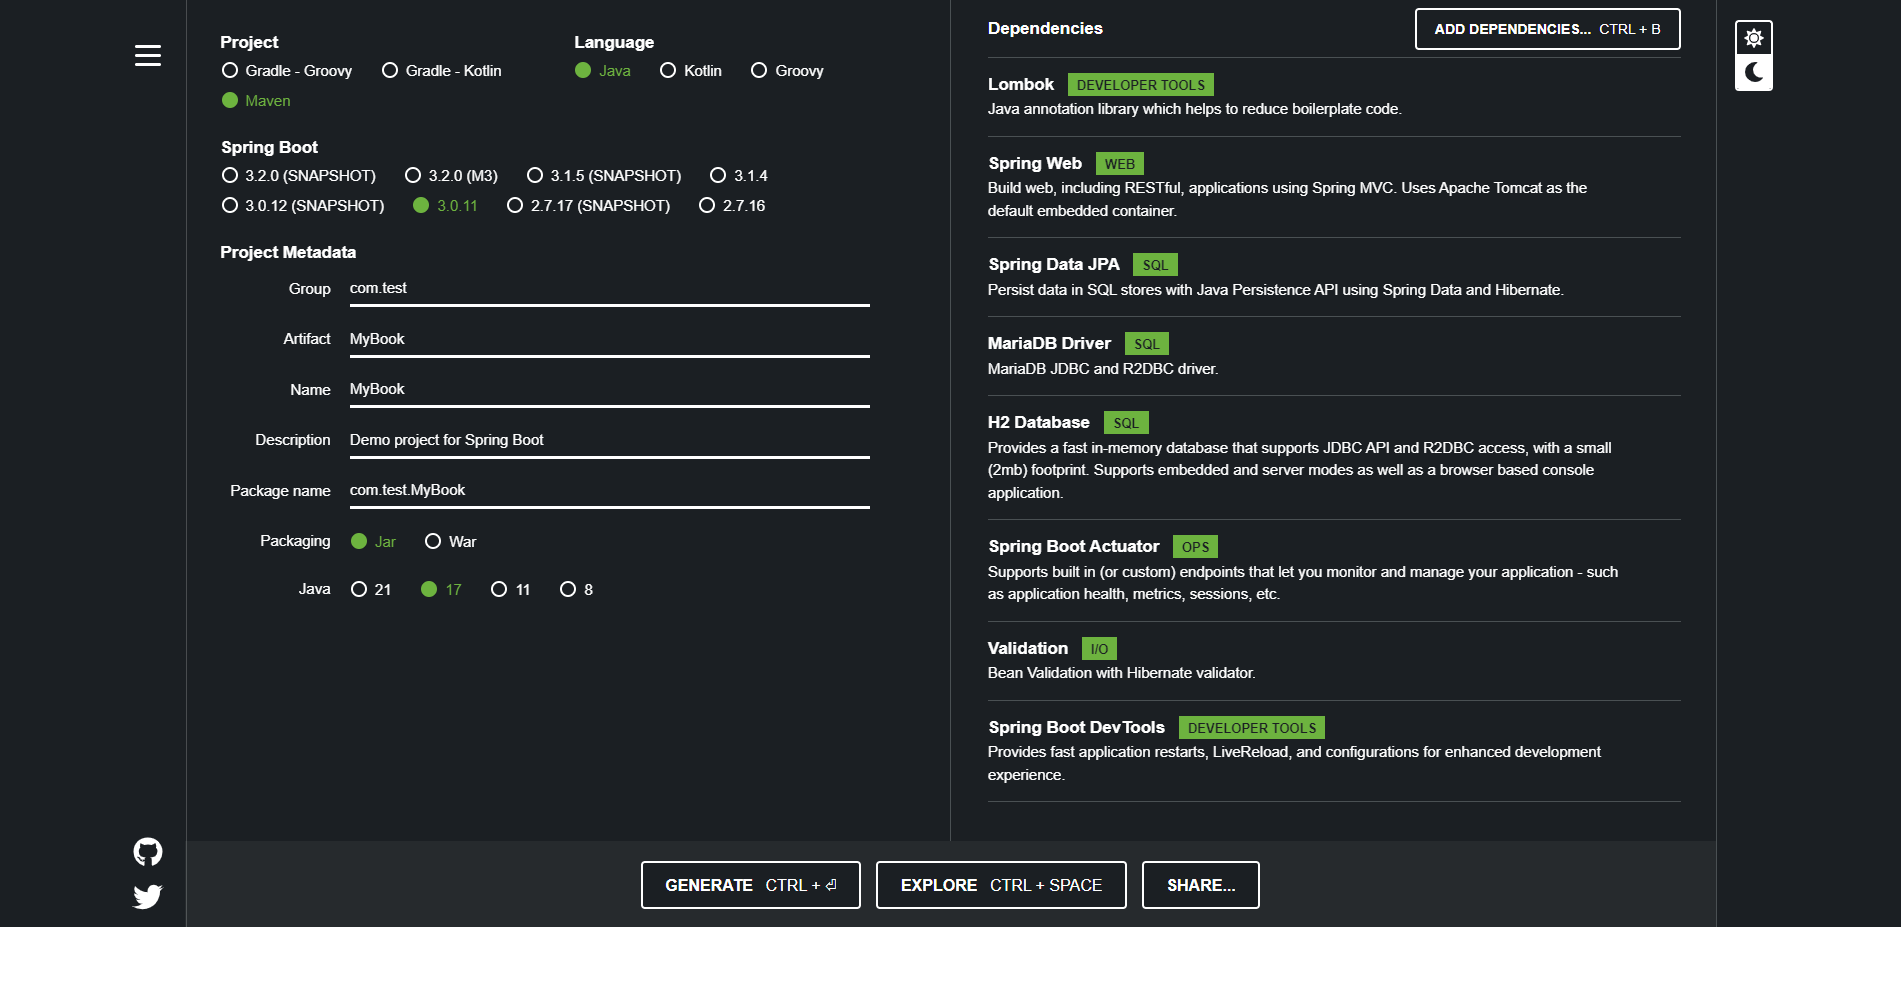 Project
Gradle - Groovy Gradle - Kotlin
Maven
Language
Java Kotlin Groovy
Spring Boot
3.2.0 (SNAPSHOT) 3.2.0 (M3) 3.1.5 (SNAPSHOT) 3.1.4
3.0.12 (SNAPSHOT) 3.0.11 2.7.17 (SNAPSHOT) 2.7.16
Project Metadata
Group com.test
Artifact MyBook
Name MyBook
Description Demo project for Spring Boot
Package name com.test.MyBook
Packaging Jar War
Java 21 17 11 8
Dependencies ADD DEPENDENCIES... CTRL + B
Lombok DEVELOPER TOOLS
Java annotation library which helps to reduce boilerplate code.
Spring Web WEB
Build web, including RESTful, applications using Spring MVC. Uses Apache Tomcat as the
default embedded container.
Spring Data JPA SQL
Persist data in SQL stores with Java Persistence API using Spring Data and Hibernate.
MariaDB Driver SQL
MariaDB JDBC and R2DBC driver.
H2 Database SQL
Provides a fast in-memory database that supports JDBC API and R2DBC access, with a small
(2mb) footprint. Supports embedded and server modes as well as a browser based console
application.
Spring Boot Actuator OPS
Supports built in (or custom) endpoints that let you monitor and manage your application - such
as application health, metrics, sessions, etc.
Validation I/O
Bean Validation with Hibernate validator.
Spring Boot DevTools DEVELOPER TOOLS
Provides fast application restarts, LiveReload, and configurations for enhanced development
experience.
GENERATE CTRL + ⏎ EXPLORE CTRL + SPACE SHARE...